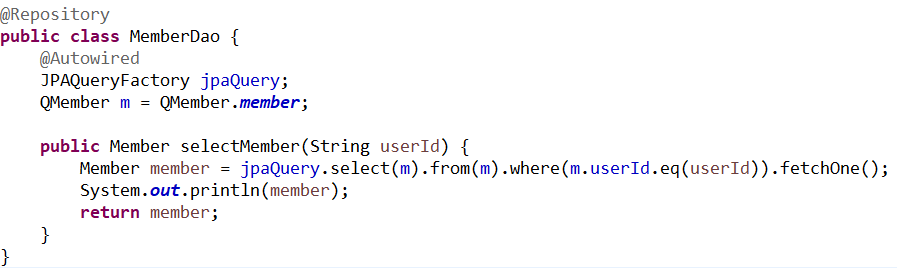 @Repository
public class MemberDao {
@Autowired
JPAQueryFactory jpaQuery;
QMember m = QMember.member;
public Member selectMember(String userId) {
Member member = jpaQuery.select(m).from(m).where(m.userId.eq(userId)).fetchOne();
System.out.println(member);
return member;
}
}